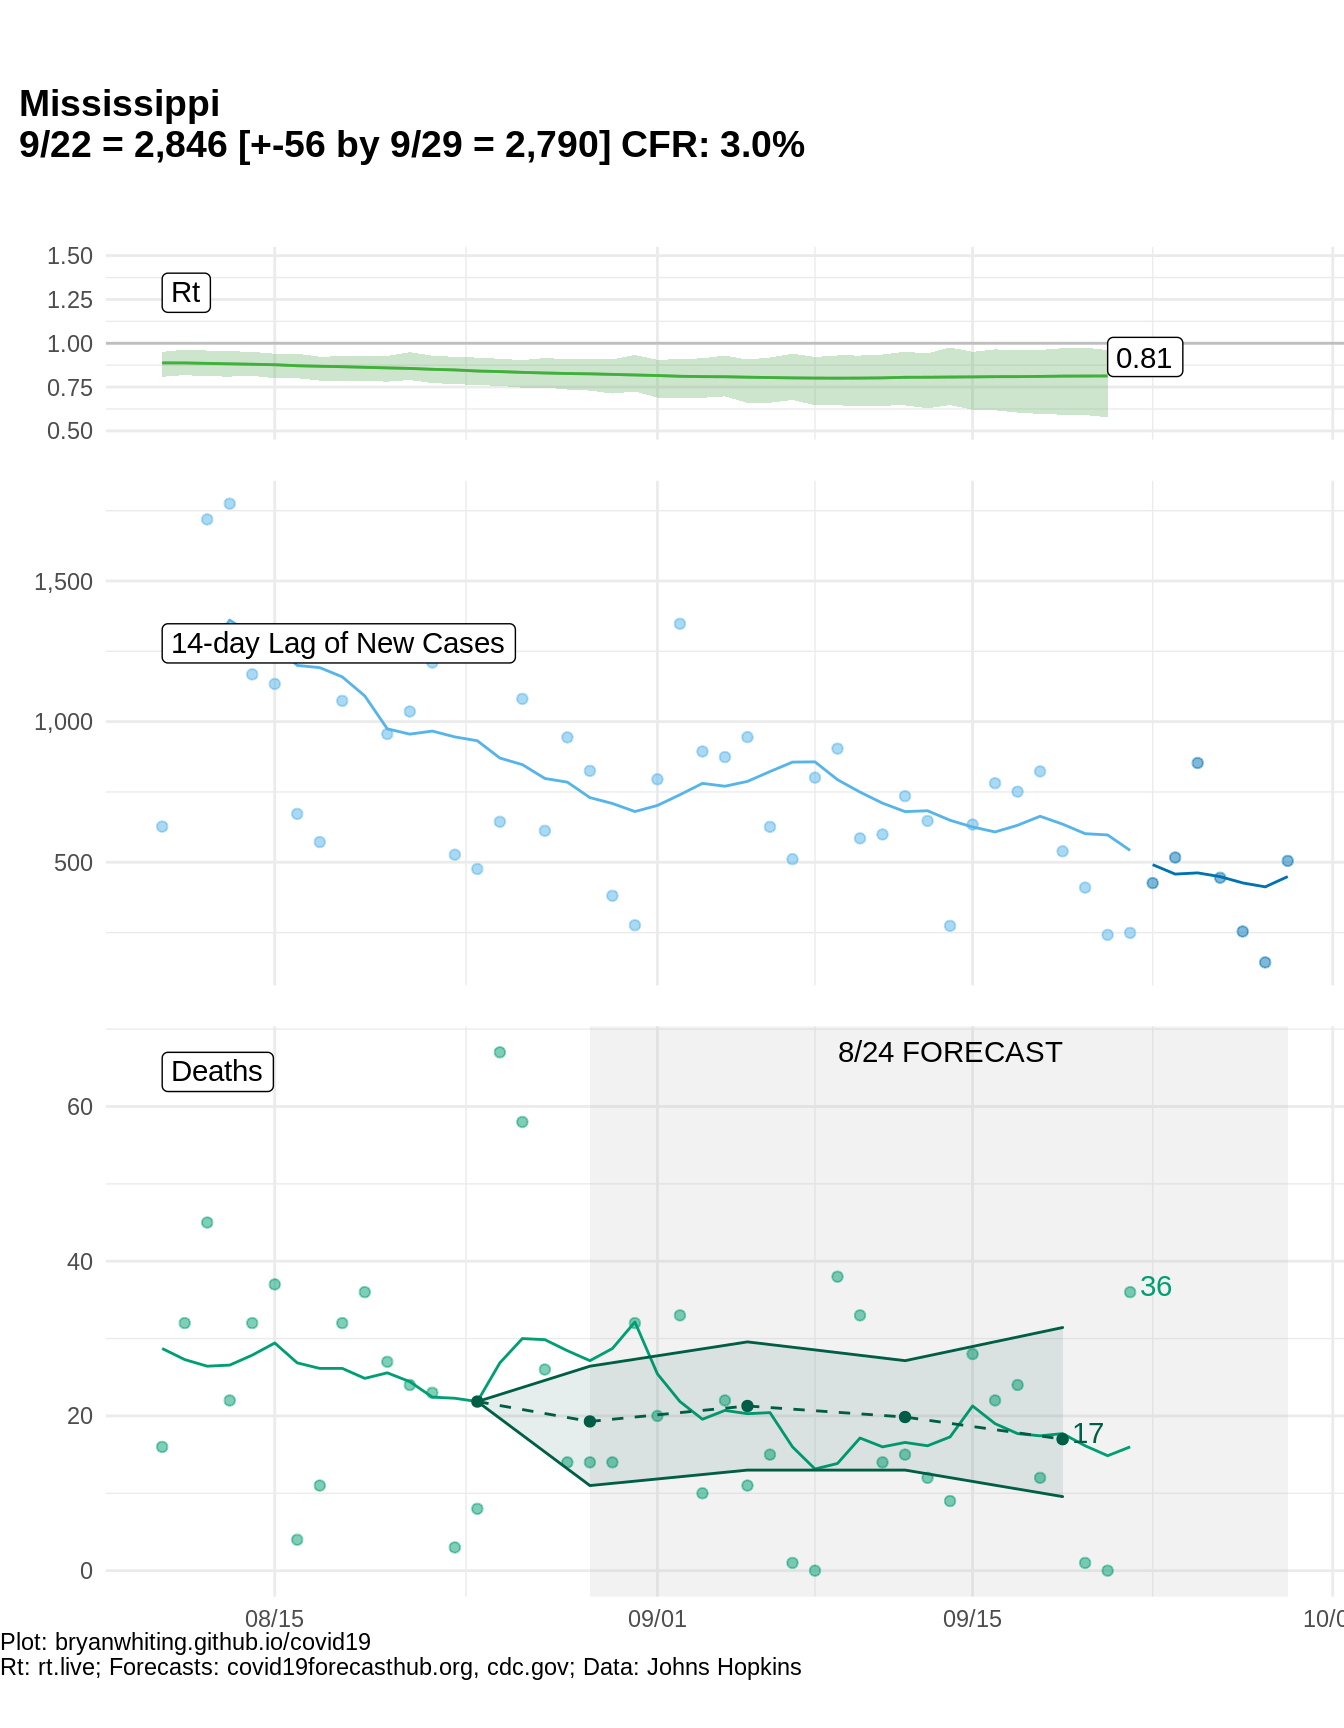 Mississippi
9/22 = 2,846 [+-56 by 9/29 = 2,790] CFR: 3.0%
1.50
Rt
1.25
1.00
0.81
0.75
0.50
1,500
14-day Lag of New Cases
1,000
500
8/24 FORECAST
Deaths
60
40
36
20
17
0
08/15
09/01
09/15
10/0
Plot: bryanwhiting.github.io/covid19
Rt: rt.live; Forecasts: covid19forecasthub.org, cdc.gov; Data: Johns Hopkins